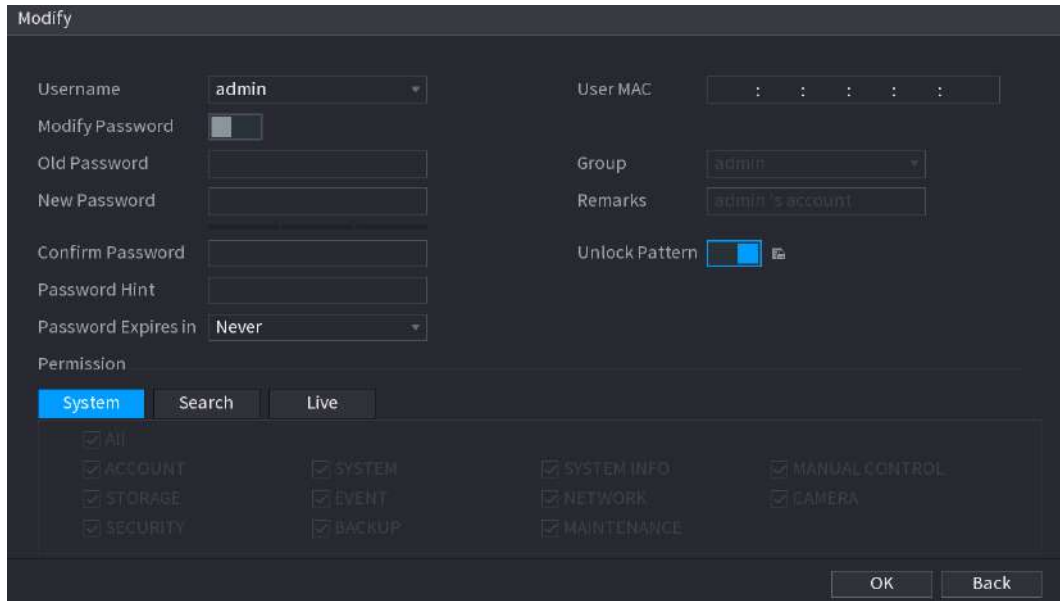 Modify
Username admin User MAC : : : : :
Modify Password
Old Password Group admin
New Password Remarks admin 's account
Confirm Password Unlock Pattern
Password Hint
Password Expires in Never
Permission
System Search Live
All
ACCOUNT SYSTEM SYSTEM INFO MANUAL CONTROL
STORAGE EVENT NETWORK CAMERA
SECURITY BACKUP MAINTENANCE
OK Back